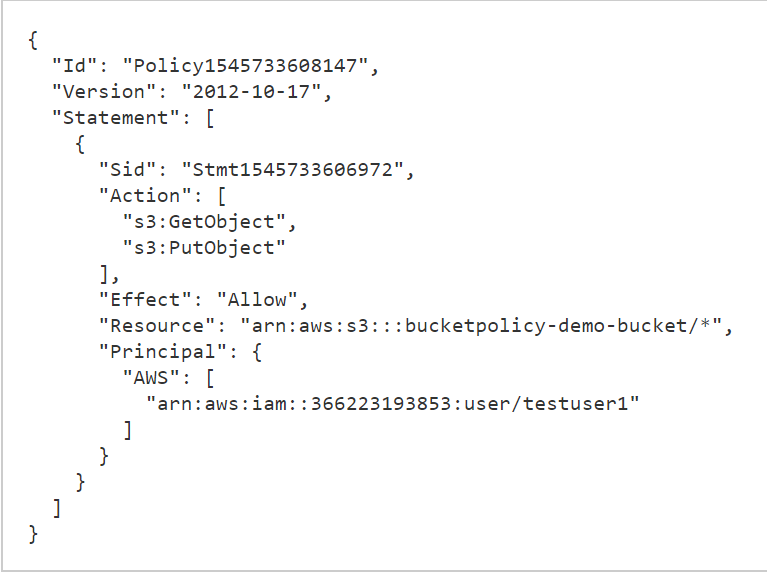 {
  "Id": "Policy1545733608147",
  "Version": "2012-10-17",
  "Statement": [
    {
      "Sid": "Stmt1545733606972",
      "Action": [
        "s3:GetObject",
        "s3:PutObject"
      ],
      "Effect": "Allow",
      "Resource": "arn:aws:s3:::bucketpolicy-demo-bucket/*",
      "Principal": {
        "AWS": [
          "arn:aws:iam::366223193853:user/testuser1"
        ]
      }
    }
  ]
}